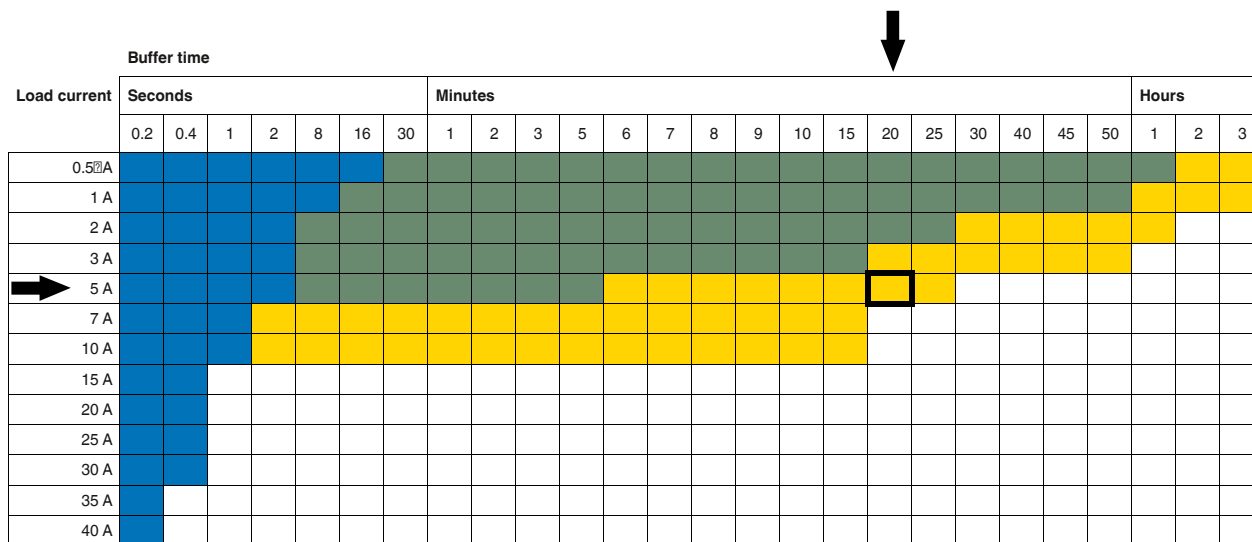 Buffer time
Load current Seconds Minutes Hours
0.2 0.4 1 2 8 16 30 1 2 3 5 6 7 8 9 10 15 20 25 30 40 45 50 1 2 3
0.5⍰A
1 A
2 A
3 A
5 A
7 A
10 A
15 A
20 A
25 A
30 A
35 A
40 A